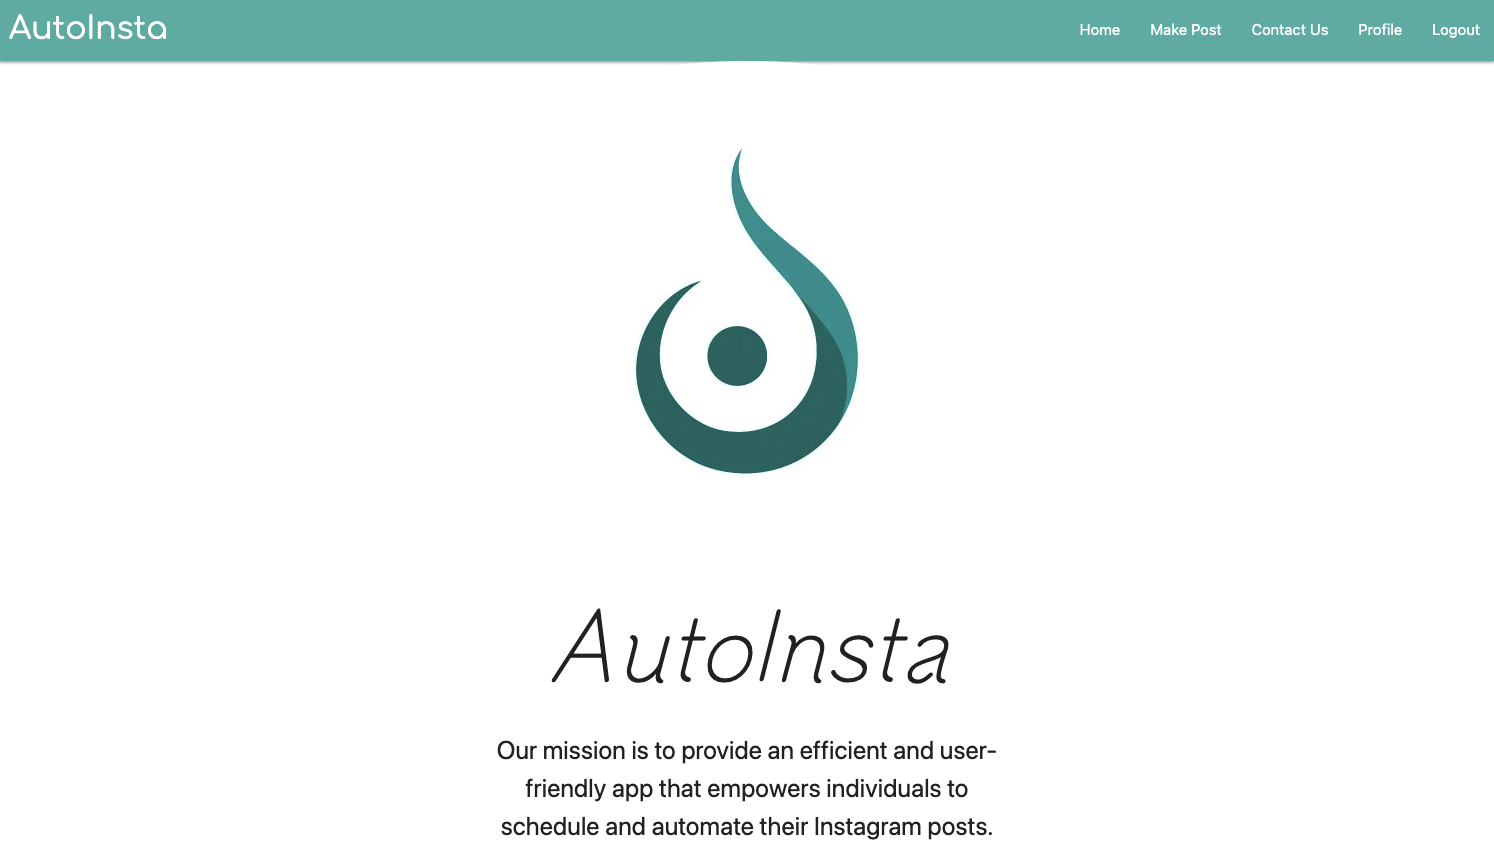 AutoInsta
Home Make Post Contact Us Profile Logout
AutoInsta
Our mission is to provide an efficient and user-
friendly app that empowers individuals to
schedule and automate their Instagram posts.